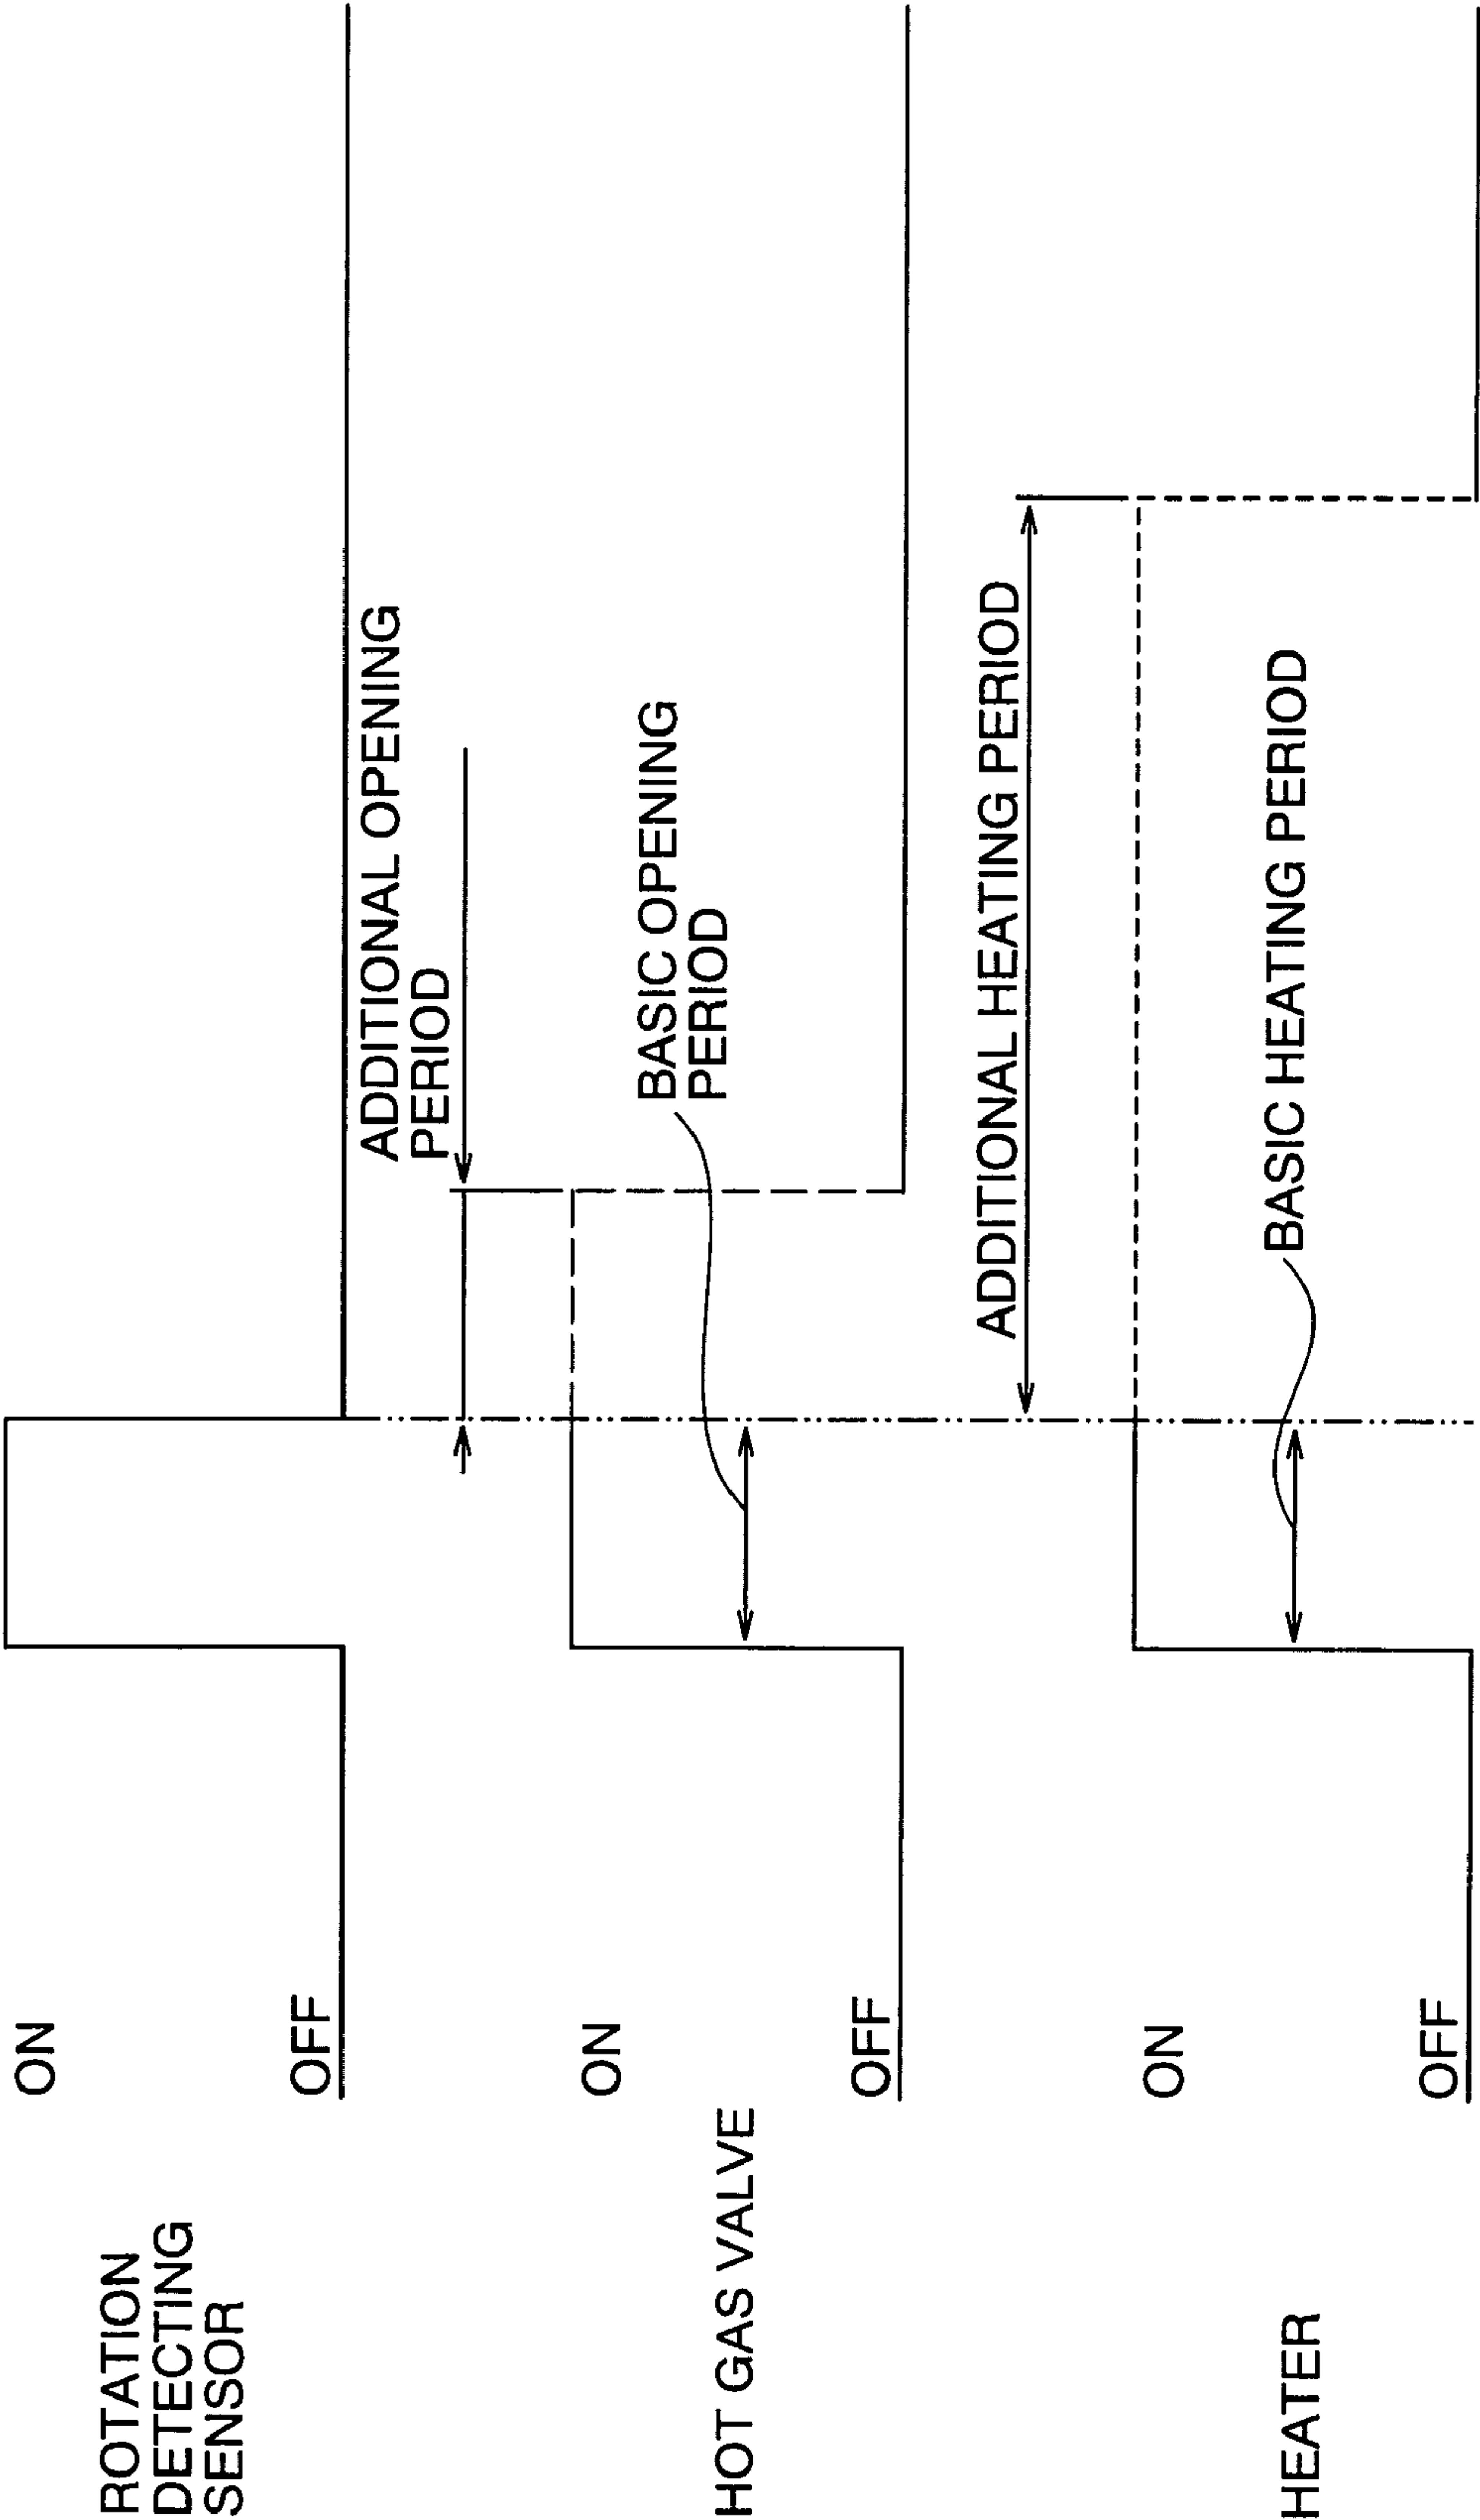 ROTATION
DETECTING
SENSOR
ON
OFF
ADDITIONAL OPENING
PERIOD
HOT GAS VALVE
ON
OFF
BASIC OPENING
PERIOD
ADDITIONAL HEATING PERIOD
HEATER
ON
OFF
BASIC HEATING PERIOD